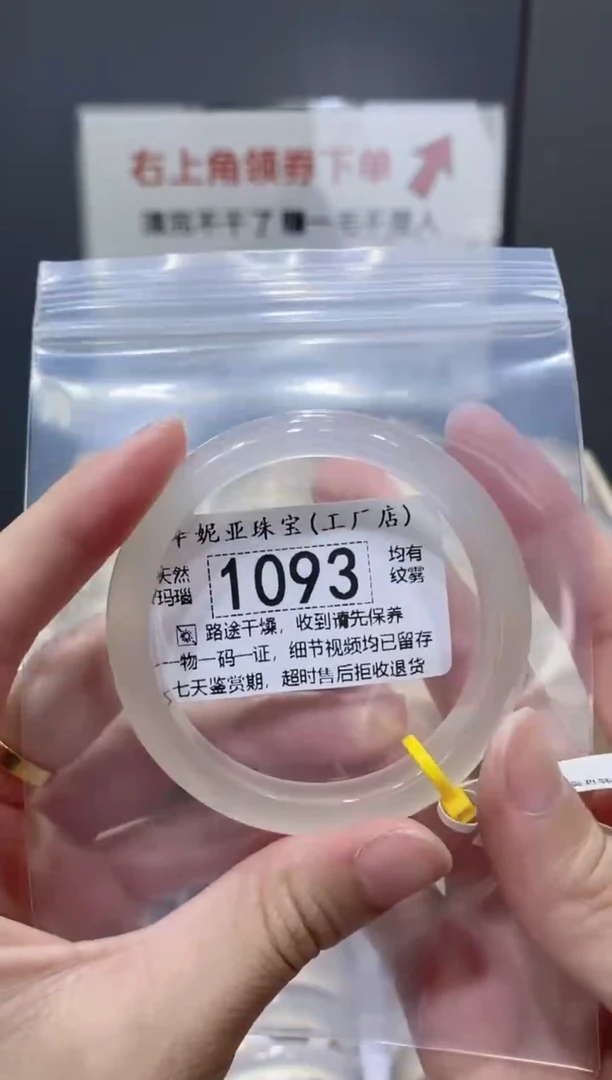 右上角领券下单
妮亚珠宝(工厂店)
天然
玛瑙
1093
均有
纹雾
路途干燥，收到请先保养
一物一码一证，细节视频均已留存
七天鉴赏期，超时售后拒收退货